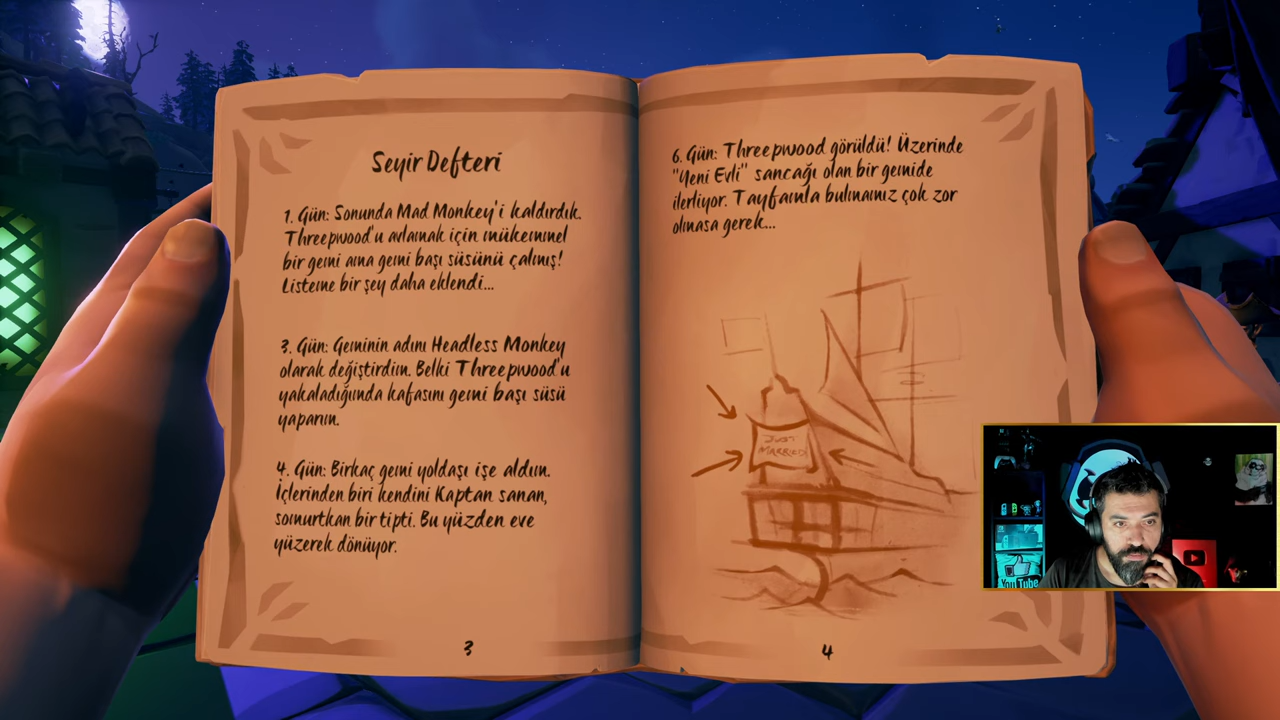 Seyir Defteri
1. Gün: Sonunda Mad Monkey'i kaldırdık.
Threepwood'u avlamak için mükemmel
bir gemi ama gemi başı süsünü çalmış!
Listeme bir şey daha eklendi...
3. Gün: Geminin adını Headless Monkey
olarak değiştirdim. Belki Threepwood'u
yakaladığımda kafasını gemi başı süsü
yaparım.
4. Gün: Birkaç gemi yoldaşı işe aldım.
İçlerinden biri kendini Kaptan sanan,
somurtkan bir tipti. Bu yüzden eve
yüzerek dönüyor.
3
6. Gün: Threepwood görüldü! Üzerinde
"Yeni Evli" sancağı olan bir gemide
ilerliyor. Tayfamla bulmamız çok zor
olmasa gerek...
JUST
MARRIED
4
You Tube